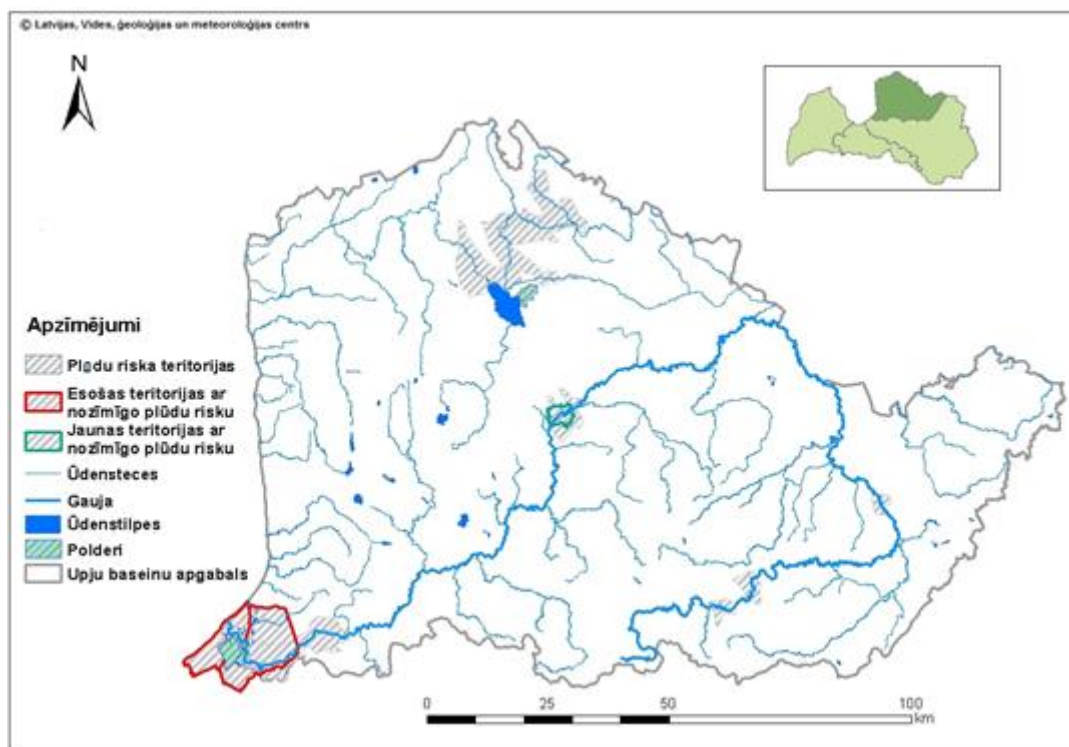 © Latvijas, Vides, ģeoloģijas un meteoroloģijas centrs
N
Apzīmējumi
Plūdu riska teritorijas
Esošas teritorijas ar
nozīmīgo plūdu risku
Jaunas teritorijas ar
nozīmīgo plūdu risku
Ūdensteces
Gauja
Ūdenstilpes
Polderi
Upju baseinu apgabals
0 25 50 100
km